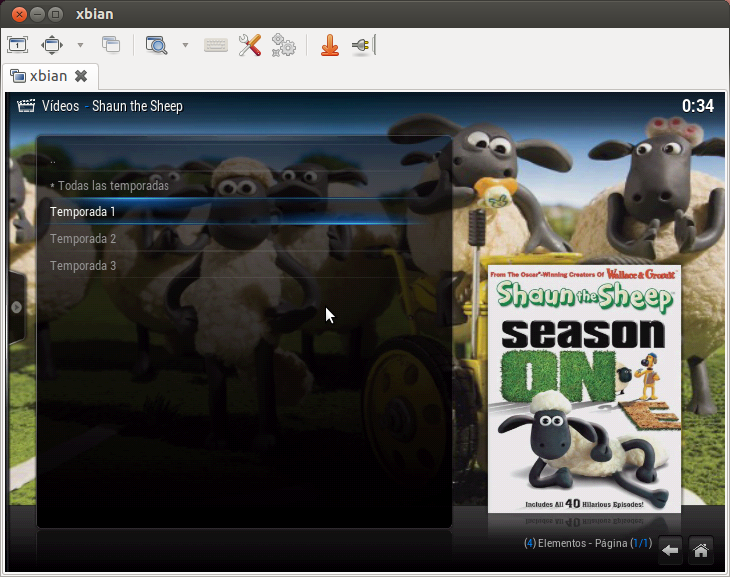 xbian
xbian
Vídeos - Shaun the Sheep
0:34
..
* Todas las temporadas
Temporada 1
Temporada 2
Temporada 3
From The Oscar®-Winning Creators Of Wallace & Gromit
Shaun the Sheep
season
ONE
Includes All 40 Hilarious Episodes!
(4) Elementos - Página (1/1)